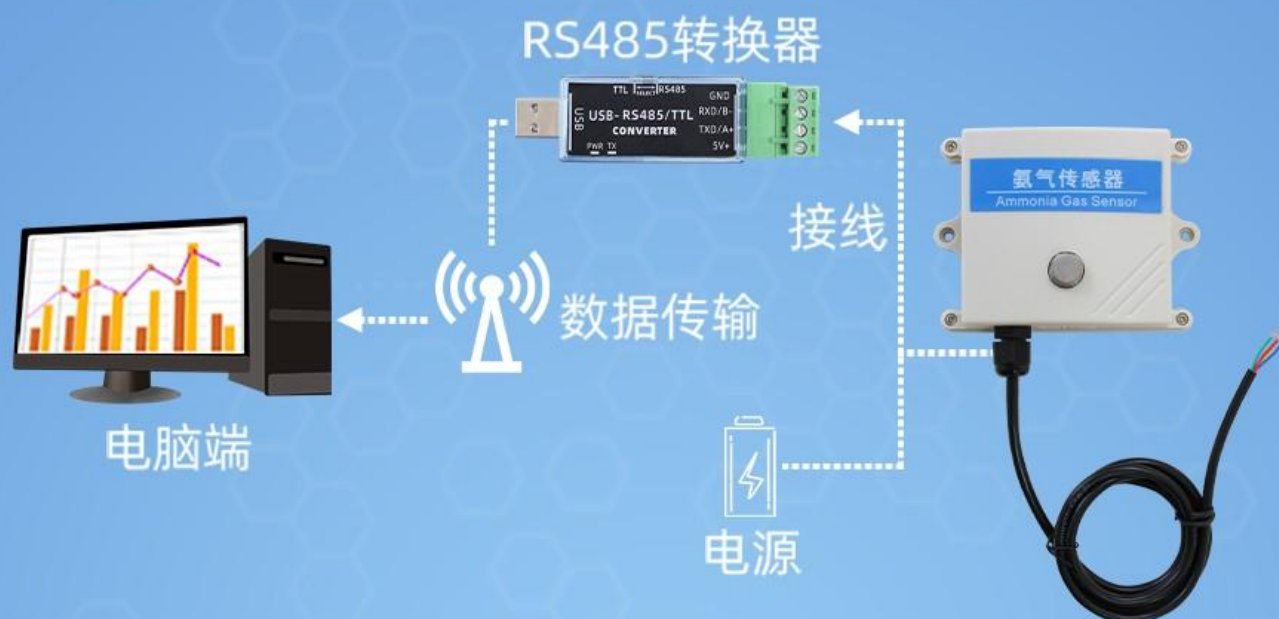 RS485转换器
TTL SELECT RS485
USB
USB-RS485/TTL
CONVERTER
PWR TX
GND
RXD/B-
TXD/A+
5V+
氨气传感器
Ammonia Gas Sensor
接线
数据传输
电脑端
电源